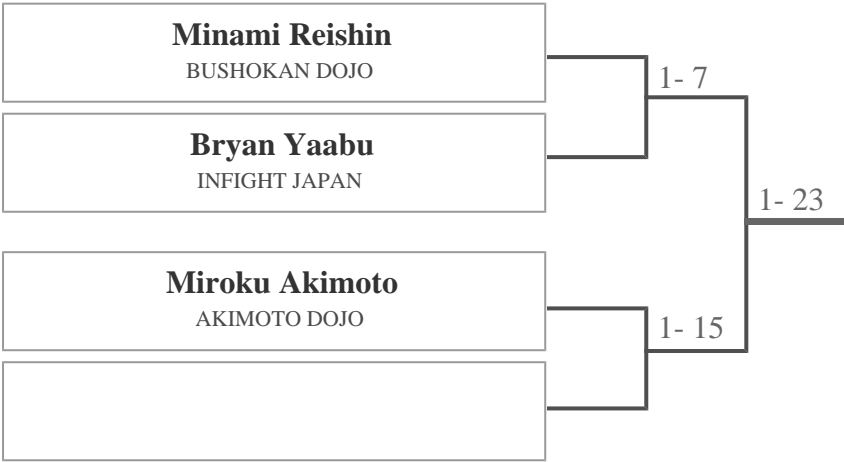 Minami Reishin
BUSHOKAN DOJO
1- 7
Bryan Yaabu
INFIGHT JAPAN
1- 23
Miroku Akimoto
AKIMOTO DOJO
1- 15